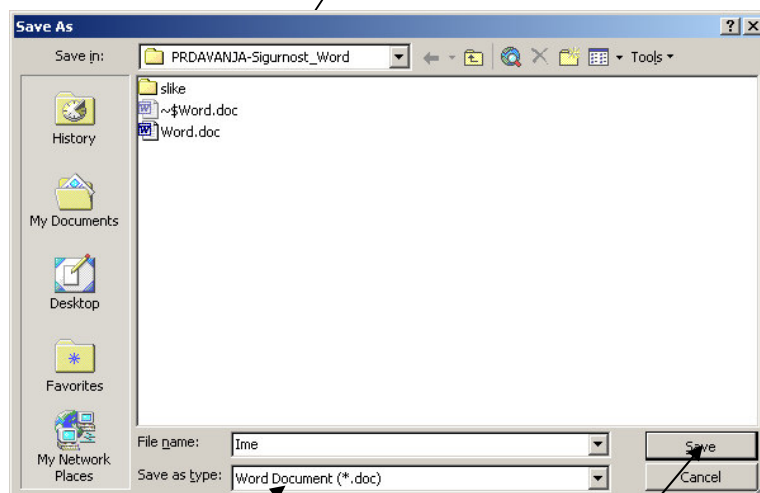 Save As
Save in: PRDAVANJA-Sigurnost_Word Tools
slike
~$Word.doc
Word.doc
History
My Documents
Desktop
Favorites
My Network
Places
File name: Ime Save
Save as type: Word Document (*.doc) Cancel